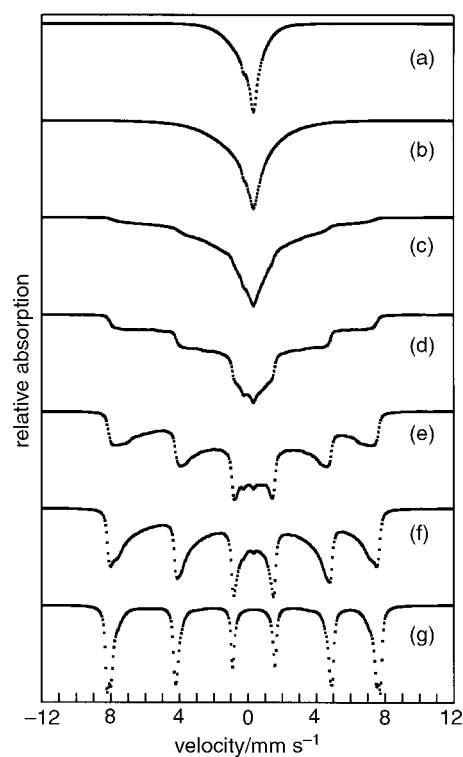 (a)
(b)
(c)
(d)
(e)
(f)
(g)
relative absorption
−12 8 4 0 4 8 12
velocity/mm s⁻¹